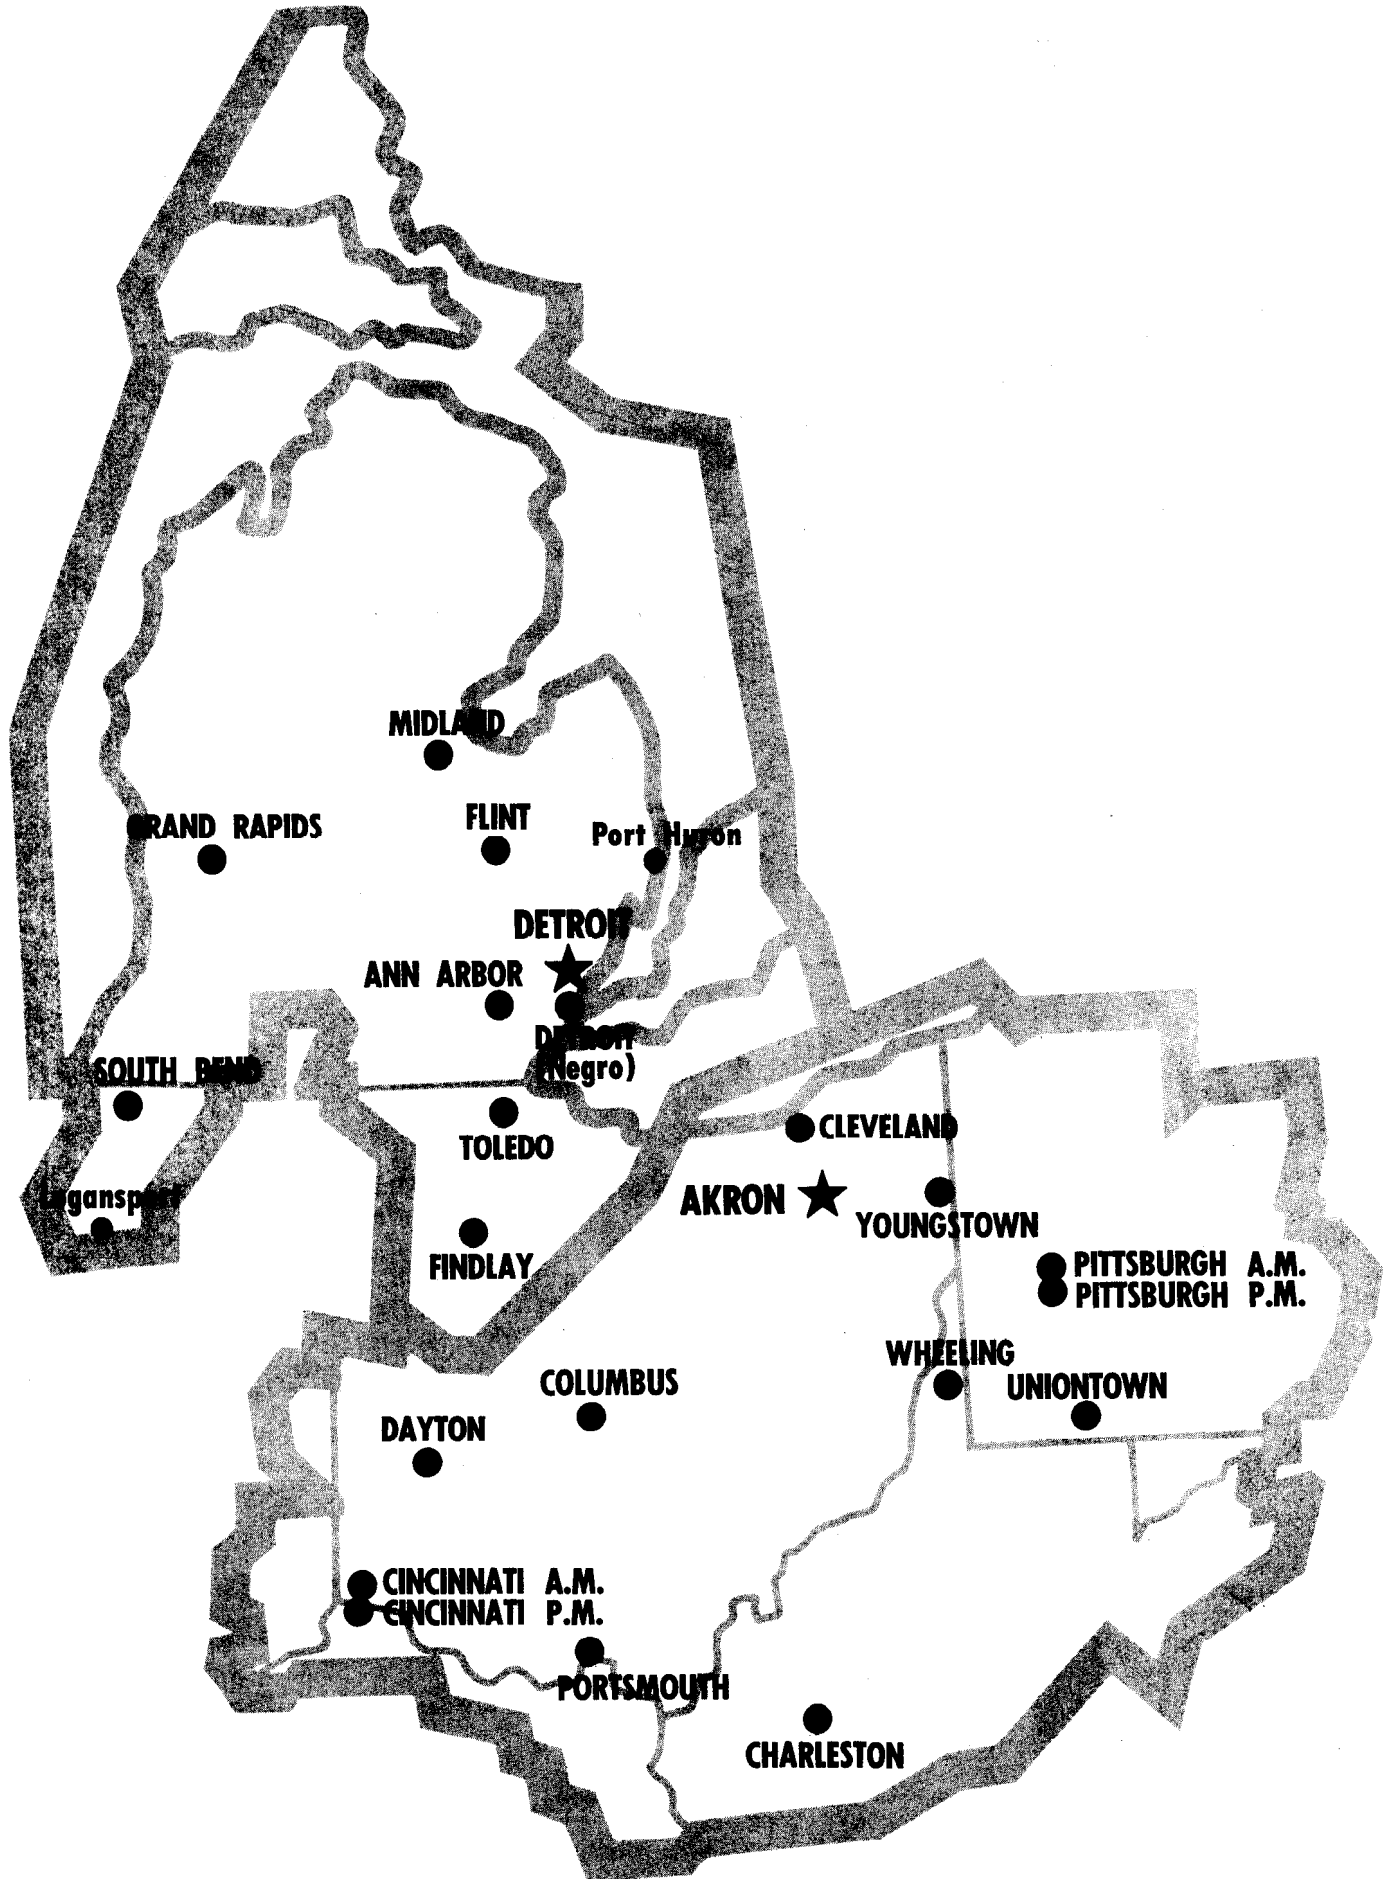 MIDLAND
GRAND RAPIDS
FLINT
Port Huron
DETROIT
ANN ARBOR
DETROIT
(Negro)
SOUTH BEND
TOLEDO
CLEVELAND
Logansport
AKRON
YOUNGSTOWN
FINDLAY
PITTSBURGH A.M.
PITTSBURGH P.M.
WHEELING
UNIONTOWN
COLUMBUS
DAYTON
CINCINNATI A.M.
CINCINNATI P.M.
PORTSMOUTH
CHARLESTON